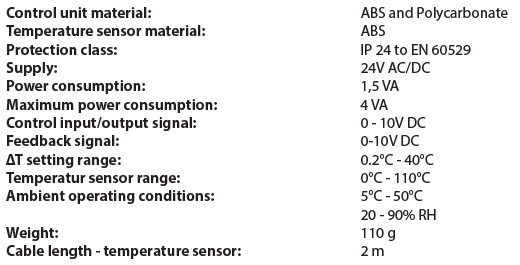 Control unit material: ABS and Polycarbonate
Temperature sensor material: ABS
Protection class: IP 24 to EN 60529
Supply: 24V AC/DC
Power consumption: 1,5 VA
Maximum power consumption: 4 VA
Control input/output signal: 0 - 10V DC
Feedback signal: 0-10V DC
ΔT setting range: 0.2°C - 40°C
Temperatur sensor range: 0°C - 110°C
Ambient operating conditions: 5°C - 50°C
20 - 90% RH
Weight: 110 g
Cable length - temperature sensor: 2 m